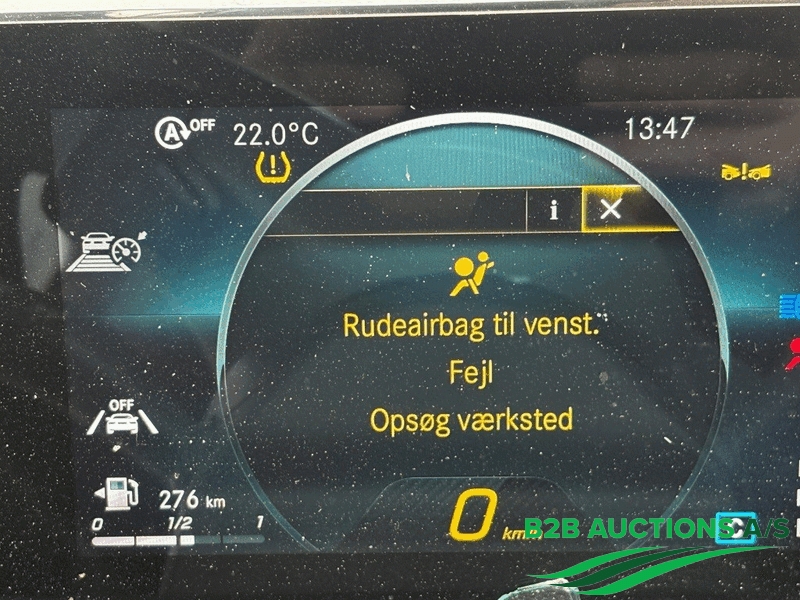 A OFF 22.0°C 13:47
i
Rudeairbag til venst.
Fejl
Opsøg værksted
OFF
276 km
0 1/2 1
0 km/h
C
B2B AUCTIONS A/S